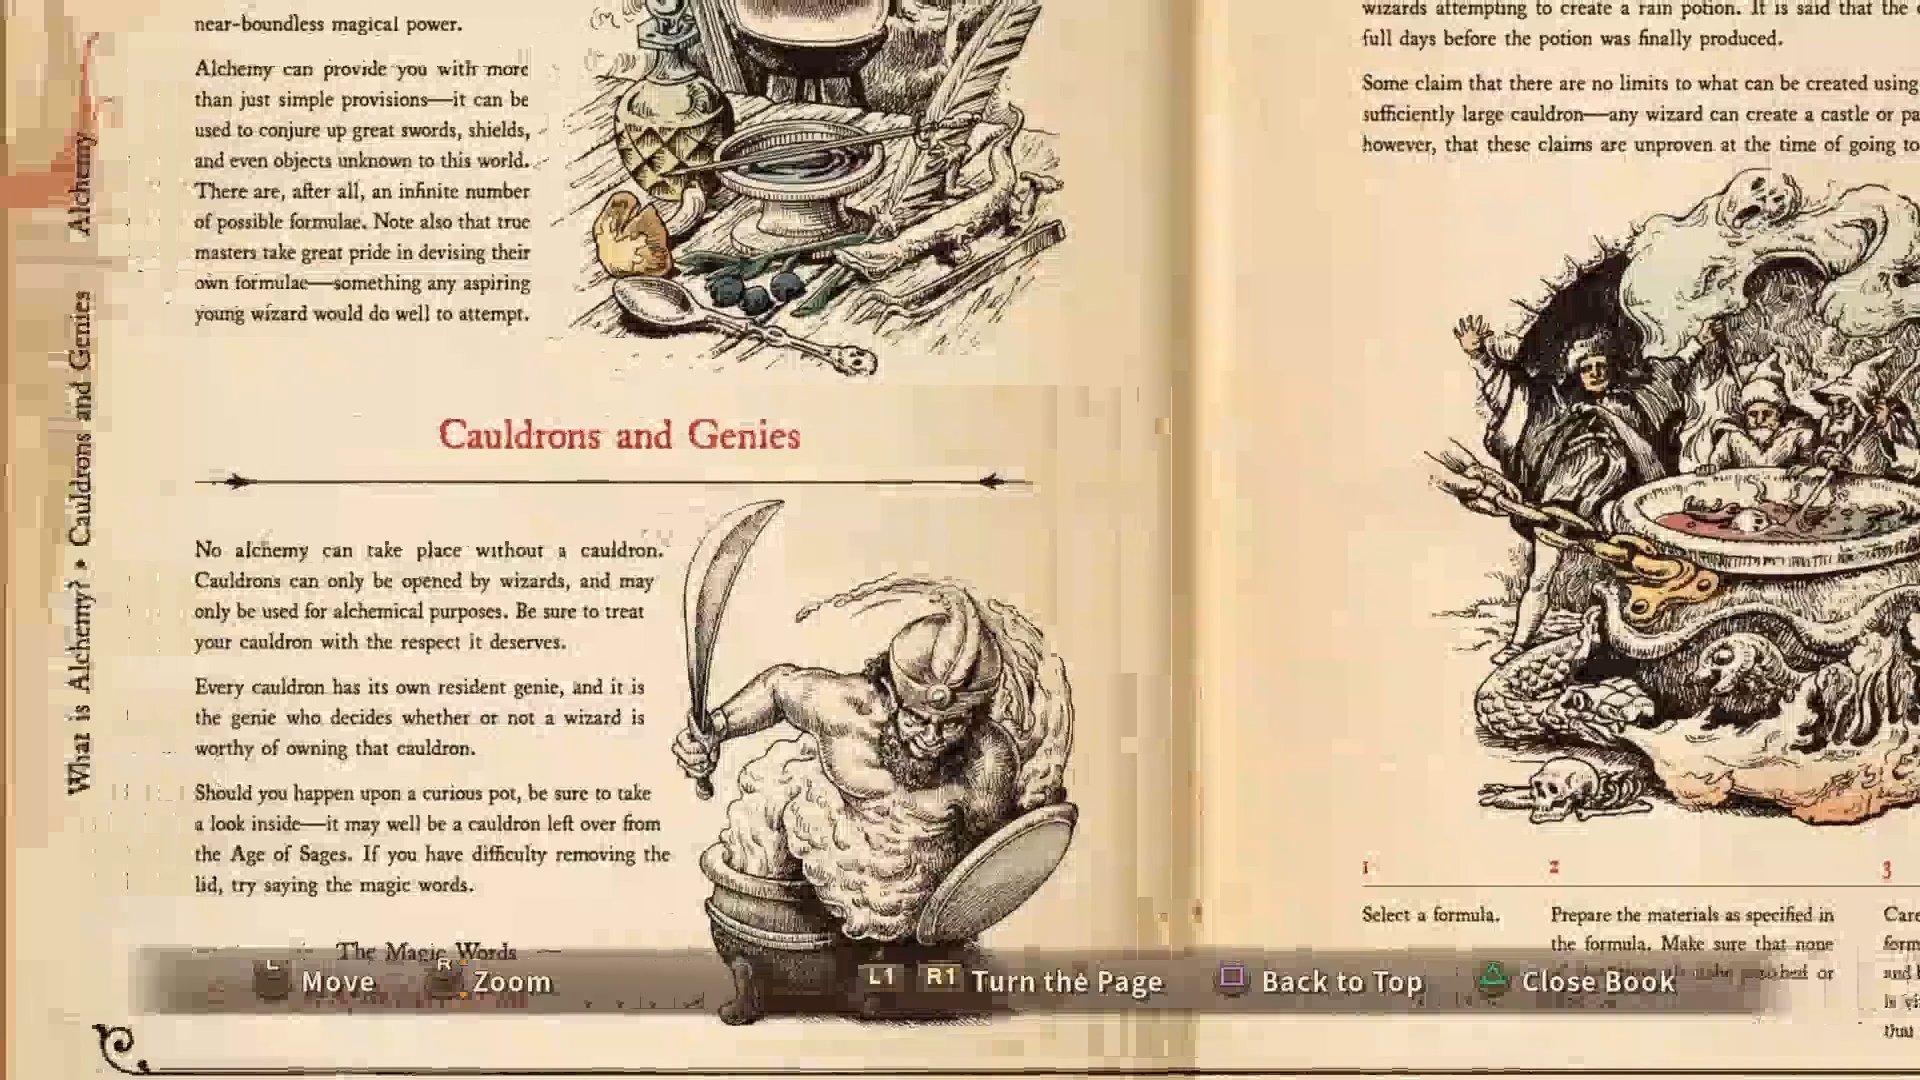 near-boundless magical power.
Alchemy can provide you with more
than just simple provisions—it can be
used to conjure up great swords, shields,
and even objects unknown to this world.
There are, after all, an infinite number
of possible formulae. Note also that true
masters take great pride in devising their
own formulae—something any aspiring
young wizard would do well to attempt.
Cauldrons and Genies
No alchemy can take place without a cauldron.
Cauldrons can only be opened by wizards, and may
only be used for alchemical purposes. Be sure to treat
your cauldron with the respect it deserves.
Every cauldron has its own resident genie, and it is
the genie who decides whether or not a wizard is
worthy of owning that cauldron.
Should you happen upon a curious pot, be sure to take
a look inside—it may well be a cauldron left over from
the Age of Sages. If you have difficulty removing the
lid, try saying the magic words.
The Magic Words
What is Alchemy? • Cauldrons and Genies Alchemy
wizards attempting to create a rain potion. It is said that the
full days before the potion was finally produced.
Some claim that there are no limits to what can be created using
sufficiently large cauldron—any wizard can create a castle or pa
however, that these claims are unproven at the time of going to
1 2 3
Select a formula.
Prepare the materials as specified in
the formula. Make sure that none
or
Care
form
and
is vi
that
L Move R Zoom L1 R1 Turn the Page Back to Top Close Book